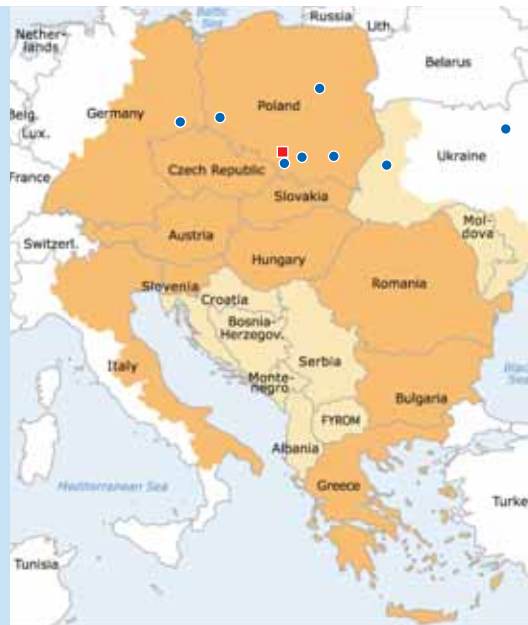 Baltic
Sea
Nether-
lands
Russia
Lith.
Belarus
Belg.
Lux.
Germany
Poland
Ukraine
France
Czech Republic
Slovakia
Switzerl.
Austria
Hungary
Mol-
dova
Slovenia
Croatia
Romania
Bosnia-
Herzegov.
Serbia
Italy
Monte-
negro
Bulgaria
Blac
Sea
FYROM
Albania
Greece
Mediterranean Sea
Turke
Tunisia